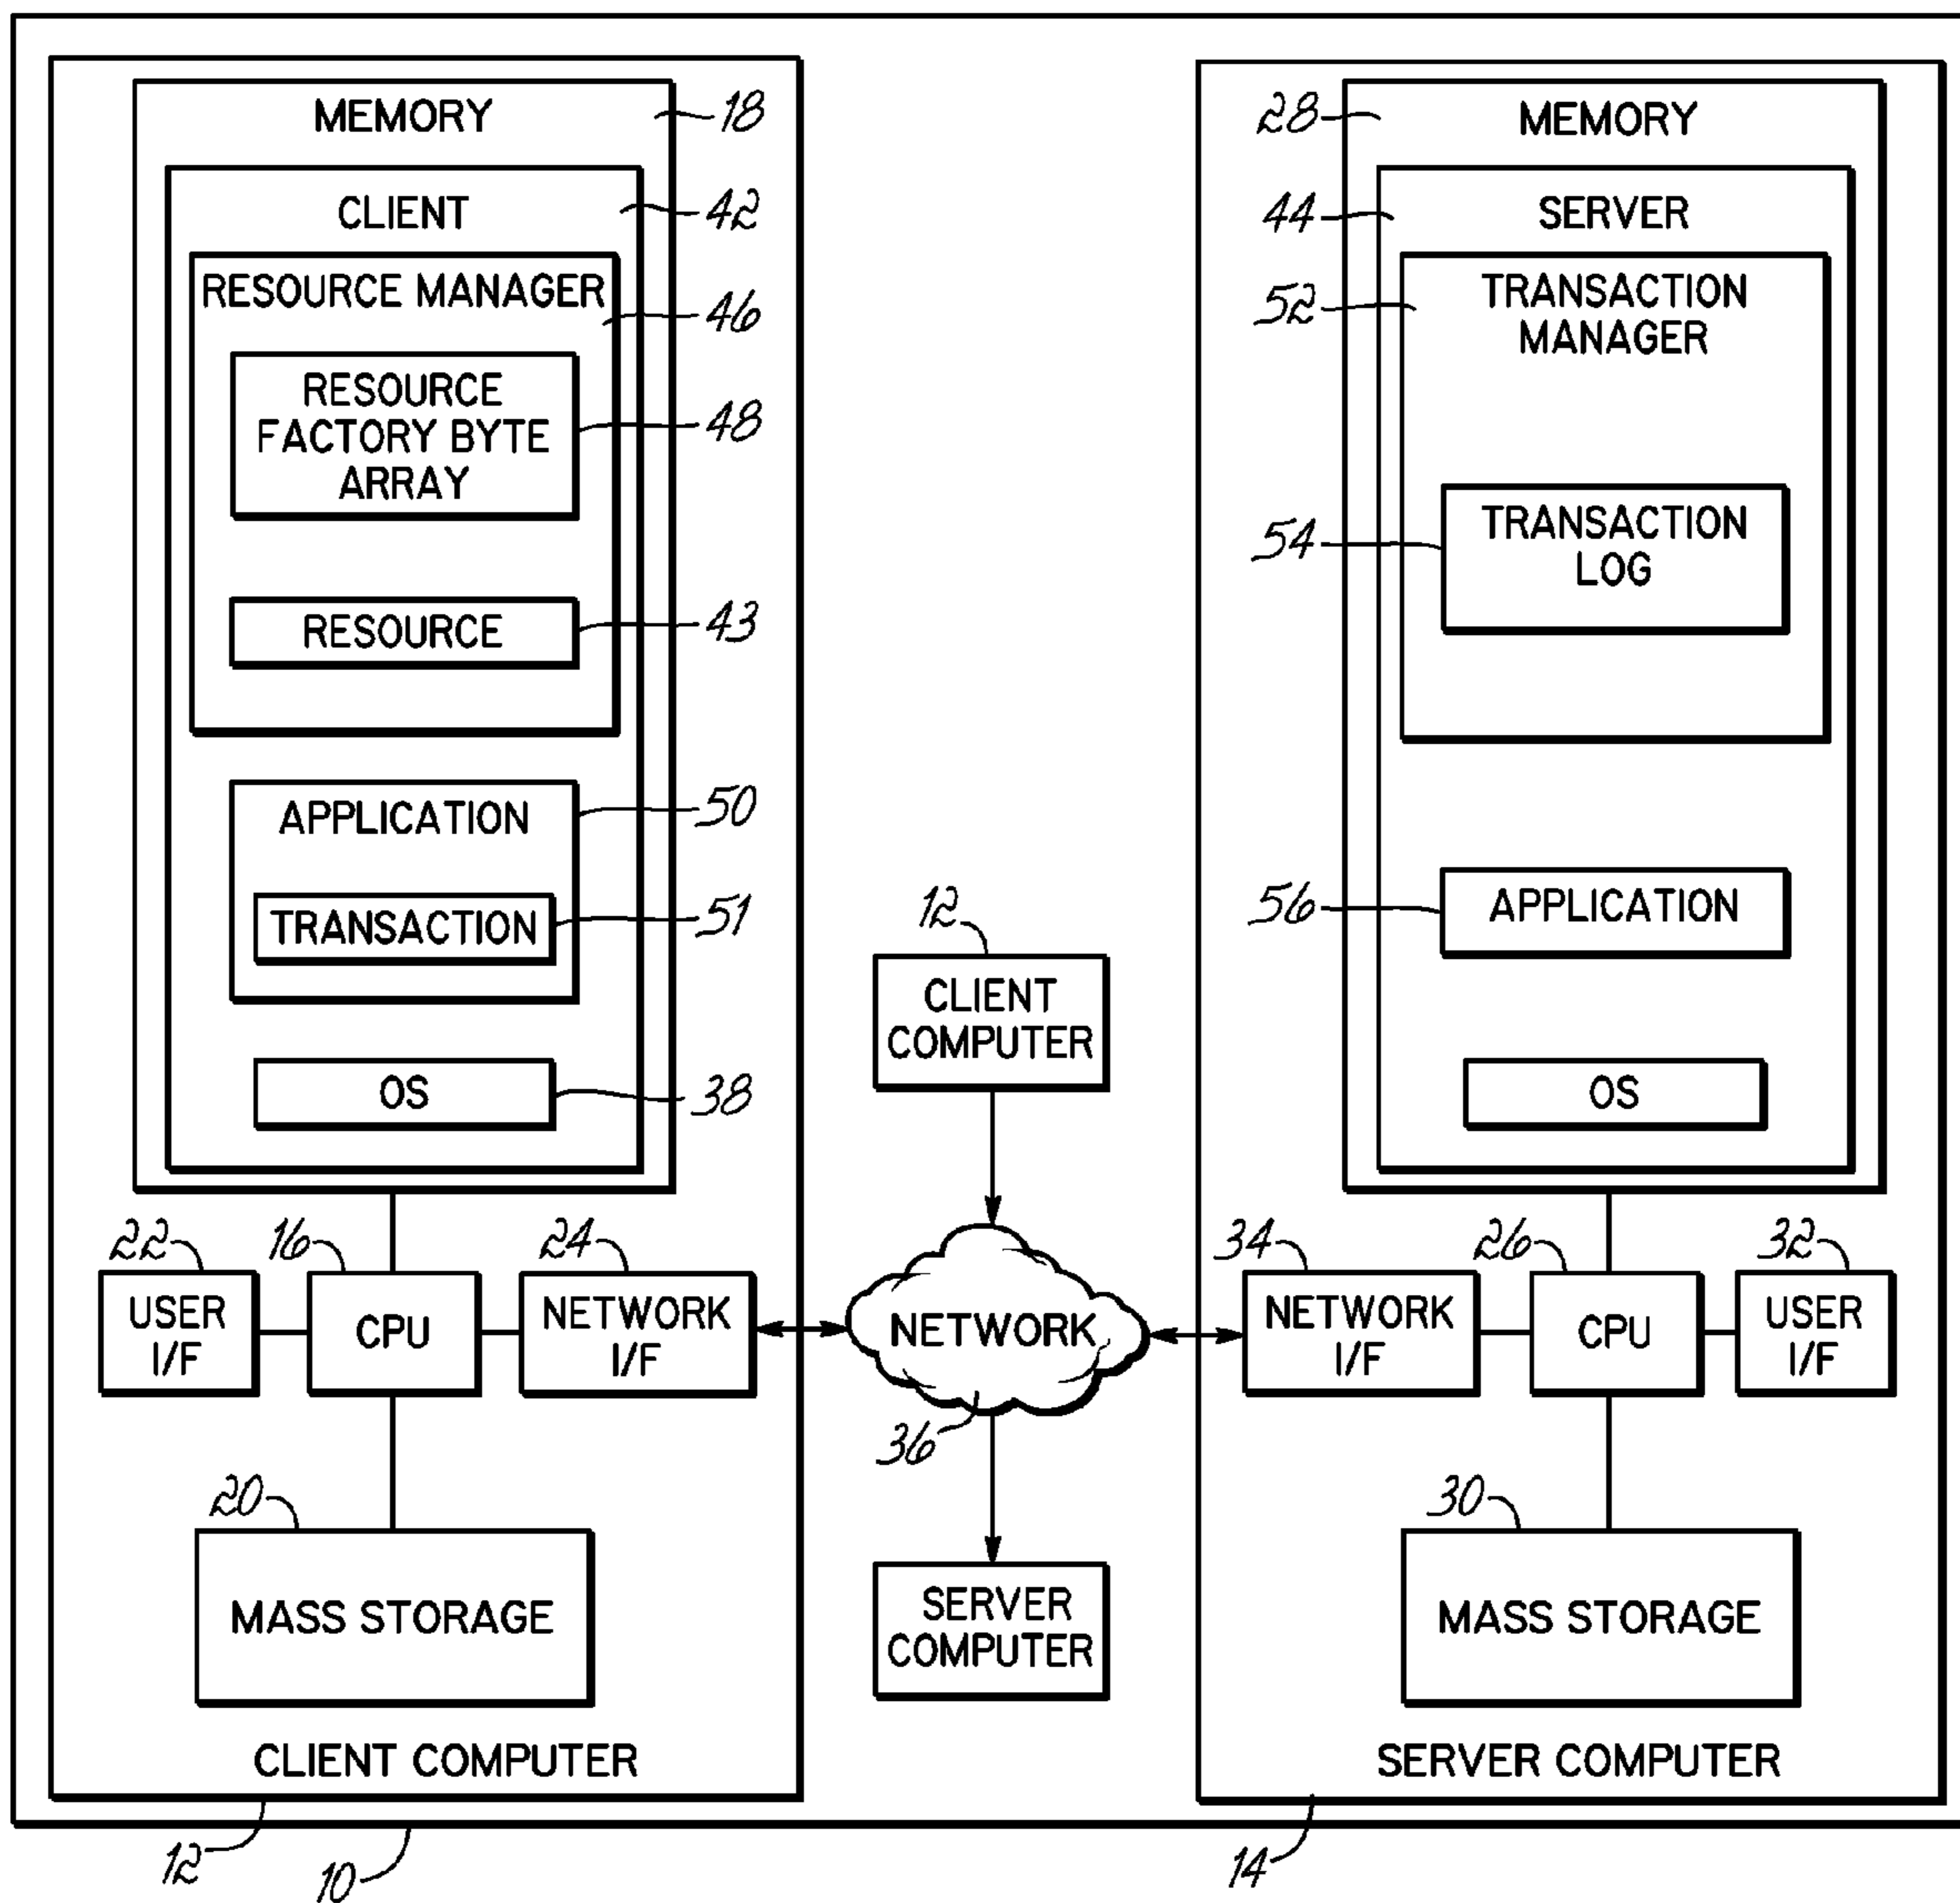 MEMORY
18
CLIENT
42
RESOURCE MANAGER
46
RESOURCE
FACTORY BYTE
ARRAY
48
RESOURCE
43
APPLICATION
50
TRANSACTION
51
OS
38
22
16
24
USER
I/F
CPU
NETWORK
I/F
20
MASS STORAGE
CLIENT COMPUTER
12
10
12
CLIENT
COMPUTER
NETWORK
36
SERVER
COMPUTER
28
MEMORY
44
SERVER
52
TRANSACTION
MANAGER
54
TRANSACTION
LOG
56
APPLICATION
OS
34
26
32
NETWORK
I/F
CPU
USER
I/F
30
MASS STORAGE
SERVER COMPUTER
14